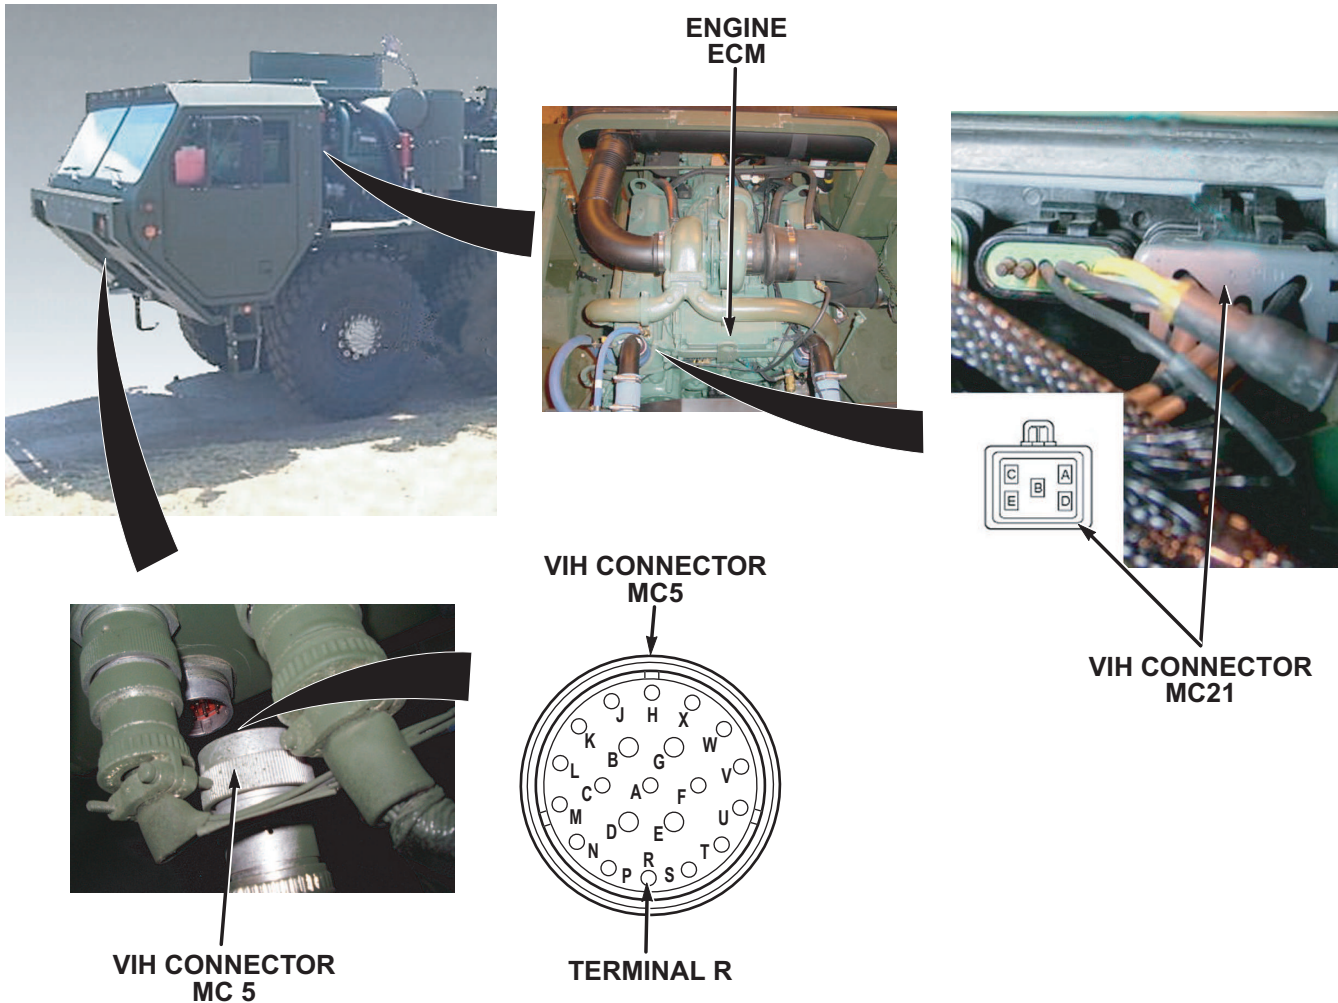 ENGINE
ECM
C
A
B
E
D
VIH CONNECTOR
MC5
VIH CONNECTOR
MC21
J
H
X
K
W
B
G
L
V
C
A
F
M
U
D
E
N
T
P
R
S
VIH CONNECTOR
MC 5
TERMINAL R